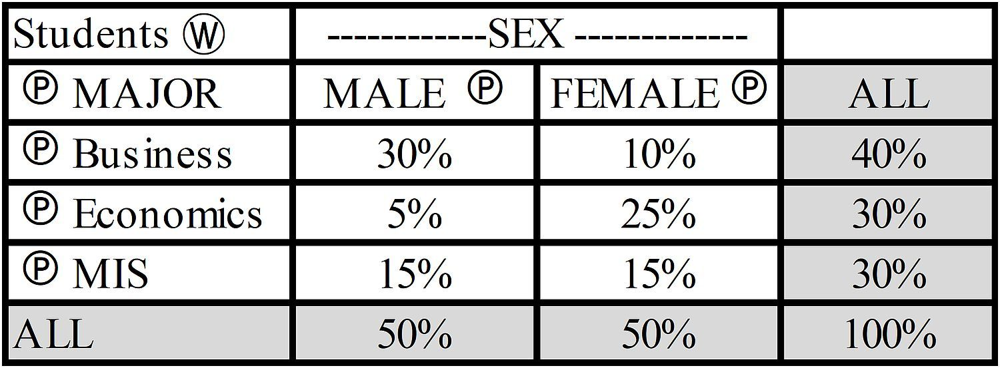 Students Ⓦ ------------SEX -------------
Ⓟ MAJOR MALE Ⓟ FEMALE Ⓟ ALL
Ⓟ Business 30% 10% 40%
Ⓟ Economics 5% 25% 30%
Ⓟ MIS 15% 15% 30%
ALL 50% 50% 100%